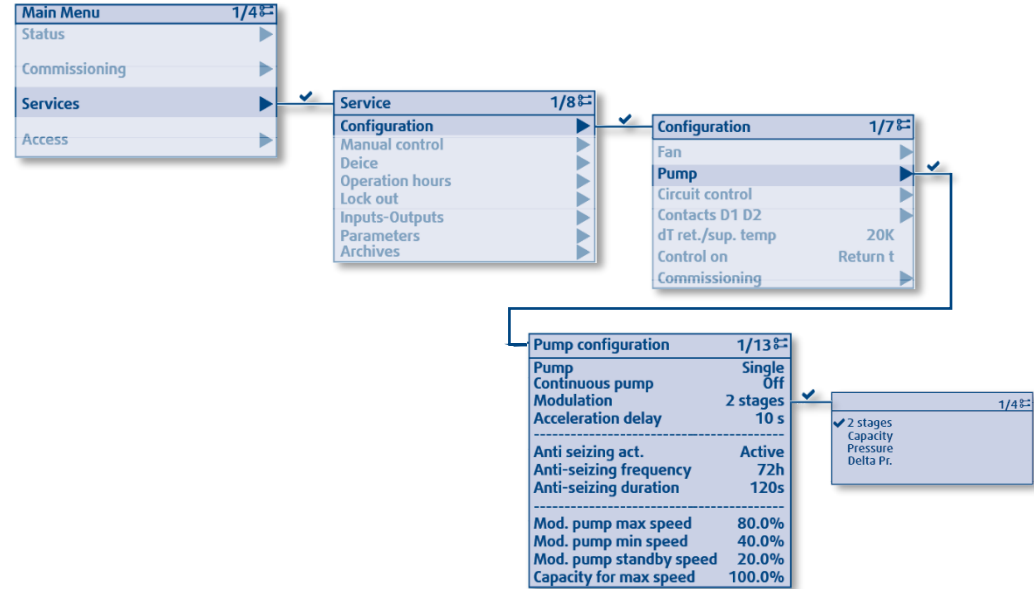 Main Menu 1/4
Status
Commissioning
Services
Access
Service 1/8
Configuration
Manual control
Deice
Operation hours
Lock out
Inputs-Outputs
Parameters
Archives
Configuration 1/7
Fan
Pump
Circuit control
Contacts D1 D2
dT ret./sup. temp 20K
Control on Return t
Commissioning
Pump configuration 1/13
Pump Single
Continuous pump Off
Modulation 2 stages
Acceleration delay 10 s
Anti seizing act. Active
Anti-seizing frequency 72h
Anti-seizing duration 120s
Mod. pump max speed 80.0%
Mod. pump min speed 40.0%
Mod. pump standby speed 20.0%
Capacity for max speed 100.0%
1/4
2 stages
Capacity
Pressure
Delta Pr.